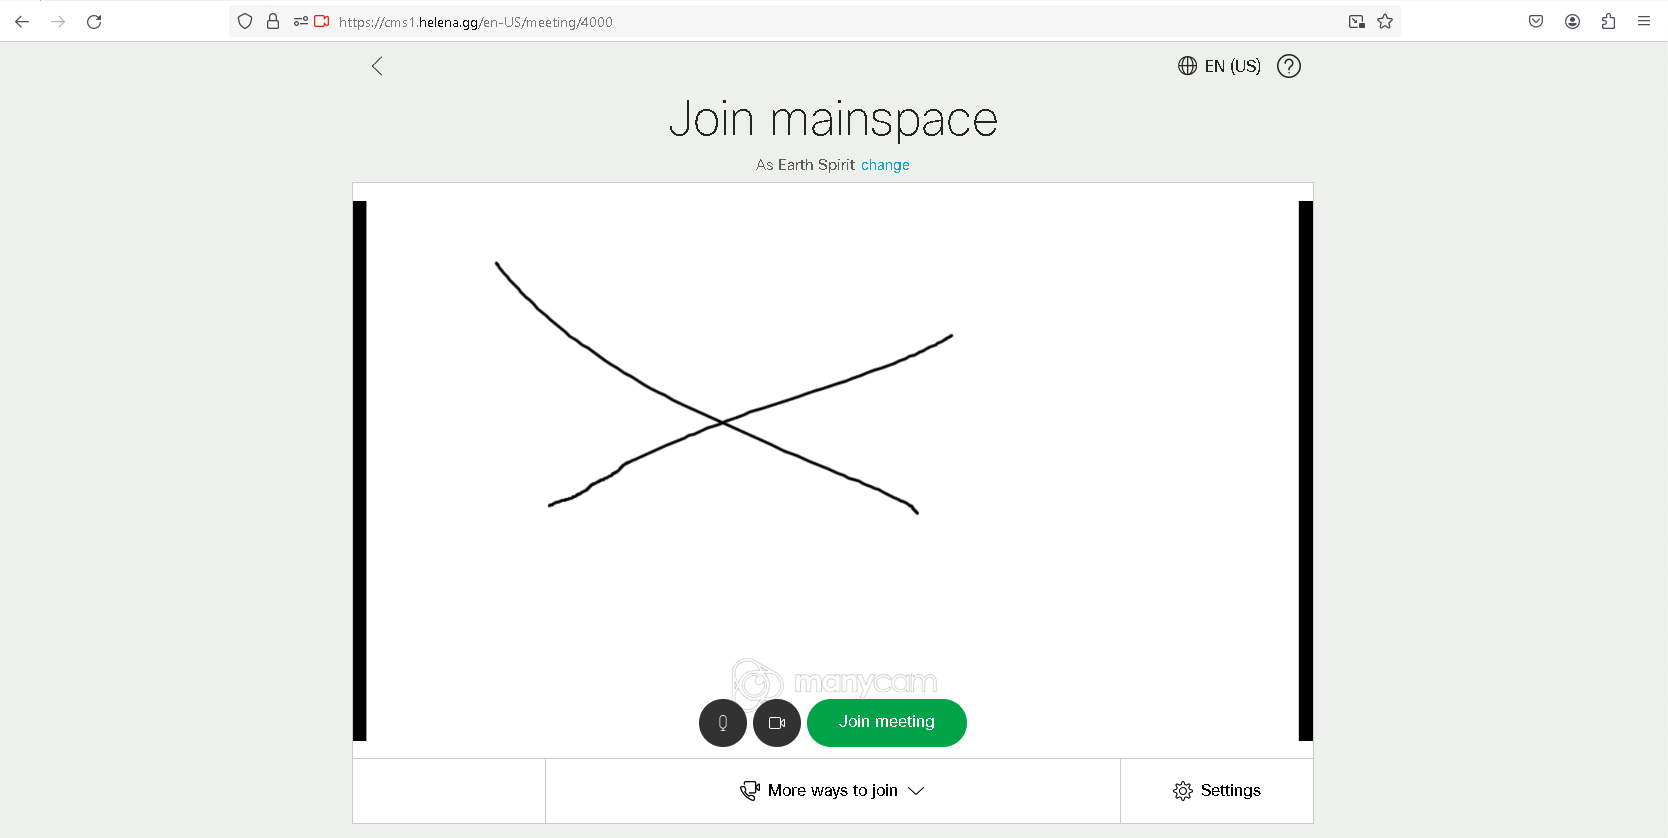 https://cms1.helena.gg/en-US/meeting/4000
EN (US)
Join mainspace
As Earth Spirit change
manycam
Join meeting
More ways to join
Settings